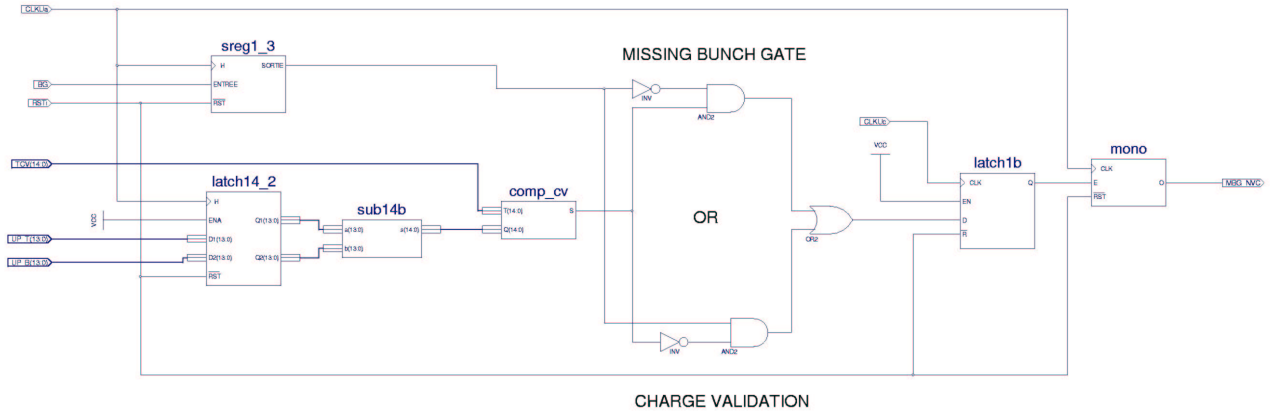 CLKUa
sreg1_3
H
SORTIE
BG
ENTREE
RSTi
RST
MISSING BUNCH GATE
INV
AND2
TCV(14:0)
latch14_2
H
VCC
ENA
Q1(13:0)
UP_T(13:0)
D1(13:0)
UP_B(13:0)
D2(13:0)
Q2(13:0)
RST
sub14b
a(13:0)
s(14:0)
b(13:0)
comp_cv
T(14:0)
S
Q(14:0)
OR
OR2
CLKUb
VCC
latch1b
CLK
Q
EN
D
R
mono
CLK
E
O
RST
MBG_NVC
INV
AND2
CHARGE VALIDATION